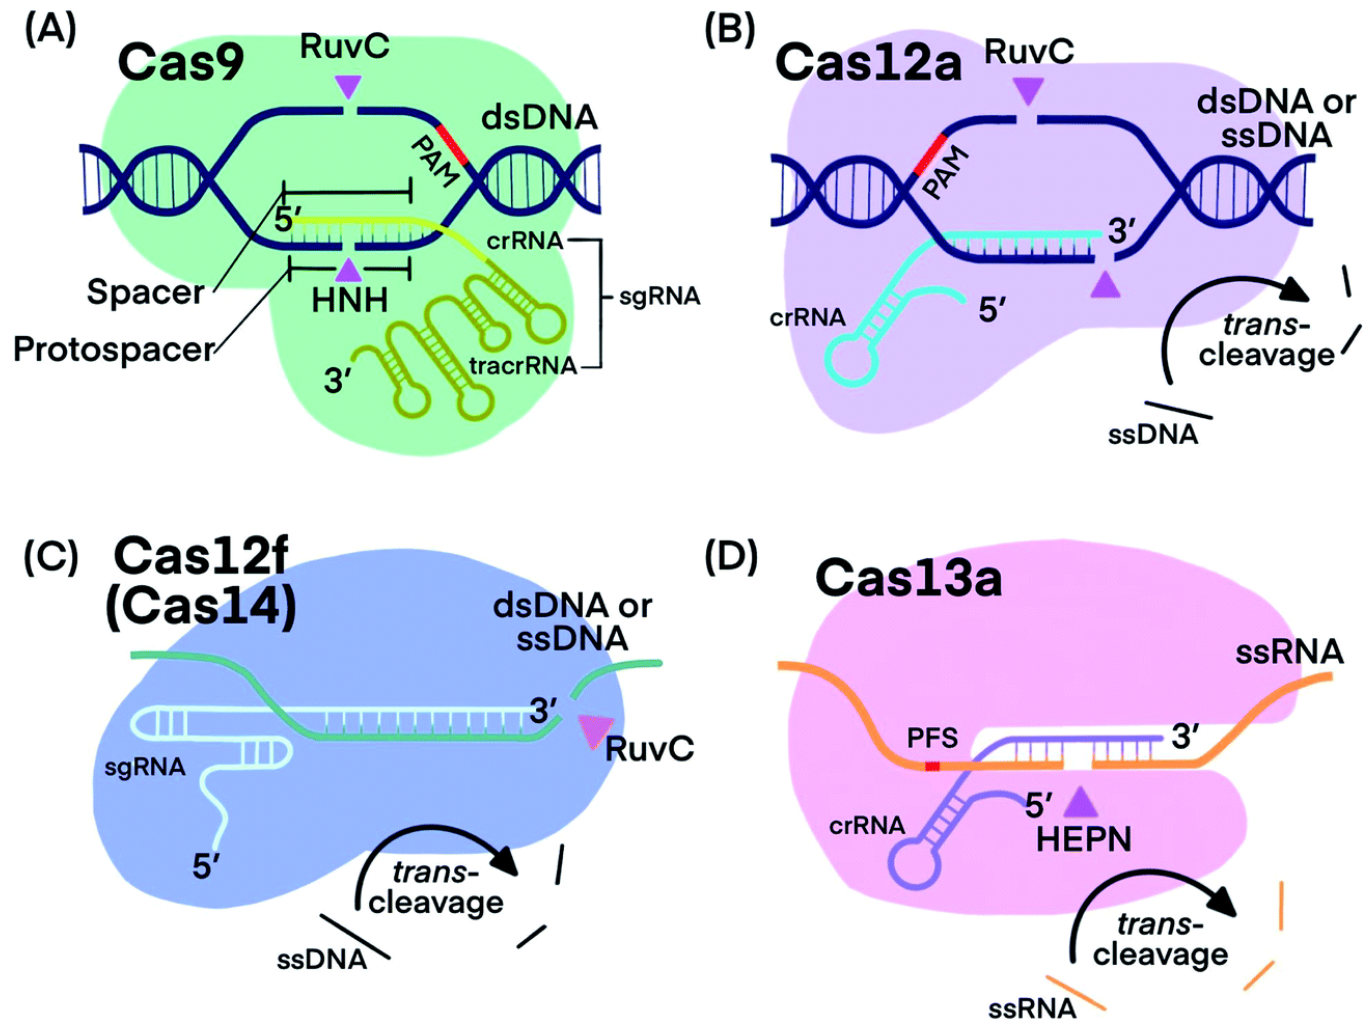 (A)
Cas9
RuvC
dsDNA
PAM
5′
crRNA
Spacer
HNH
sgRNA
Protospacer
tracrRNA
3′
(B)
Cas12a
RuvC
dsDNA or
ssDNA
PAM
3′
crRNA
5′
trans-
cleavage
ssDNA
(C)
Cas12f
(Cas14)
dsDNA or
ssDNA
3′
RuvC
sgRNA
5′
trans-
cleavage
ssDNA
(D)
Cas13a
ssRNA
PFS
3′
crRNA
5′
HEPN
trans-
cleavage
ssRNA